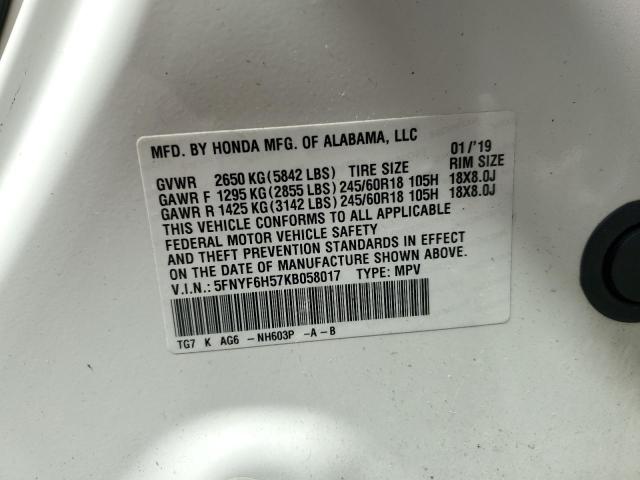 MFD. BY HONDA MFG. OF ALABAMA, LLC 01/'19
GVWR 2650 KG(5842 LBS) TIRE SIZE RIM SIZE
GAWR F 1295 KG(2855 LBS) 245/60R18 105H 18X8.0J
GAWR R 1425 KG(3142 LBS) 245/60R18 105H 18X8.0J
THIS VEHICLE CONFORMS TO ALL APPLICABLE
FEDERAL MOTOR VEHICLE SAFETY
AND THEFT PREVENTION STANDARDS IN EFFECT
ON THE DATE OF MANUFACTURE SHOWN ABOVE.
V.I.N.: 5FNYF6H57KB058017 TYPE: MPV
TG7 K AG6 -NH603P -A-B